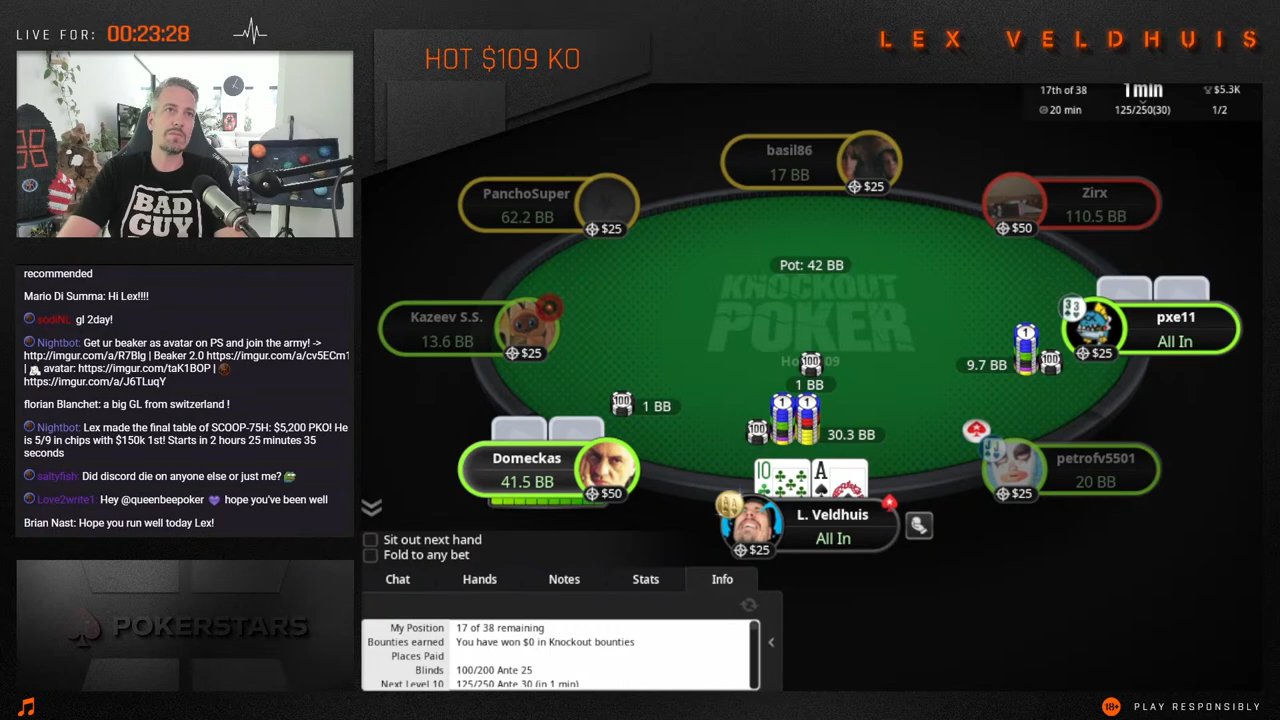 LIVE FOR: 00:23:28
HOT $109 KO
LEX VELDHUIS
17th of 38
1min
$5.3K
20 min
125/250(30)
1/2
BAD
GUY
recommended
Mario Di Summa: Hi Lex!!!!
sodiNL gl 2day!
Nightbot: Get ur beaker as avatar on PS and join the army! ->
http://imgur.com/a/R7Blg | Beaker 2.0 https://imgur.com/a/cv5ECm1
| avatar: https://imgur.com/taK1BOP |
https://imgur.com/a/J6TLuqY
florian Blanchet: a big GL from switzerland !
Nightbot: Lex made the final table of SCOOP-75H: $5,200 PKO! He
is 5/9 in chips with $150k 1st! Starts in 2 hours 25 minutes 35
seconds
saltyfish: Did discord die on anyone else or just me?
Love2write1: Hey @queenbeepoker hope you've been well
Brian Nast: Hope you run well today Lex!
POKERSTARS
basil86
17 BB
$25
PanchoSuper
62.2 BB
$25
Zirx
110.5 BB
$50
Pot: 42 BB
KNOCKOUT
POKER
Kazeev S.S.
13.6 BB
$25
pxe11
All In
$25
9.7 BB
100
1 BB
100
1 BB
30.3 BB
Domeckas
41.5 BB
$50
10 A
petrofv5501
20 BB
$25
L. Veldhuis
All In
$25
Sit out next hand
Fold to any bet
Chat Hands Notes Stats Info
My Position 17 of 38 remaining
Bounties earned You have won $0 in Knockout bounties
Places Paid
Blinds 100/200 Ante 25
Next Level 10 125/250 Ante 30 (in 1 min)
18+ PLAY RESPONSIBLY